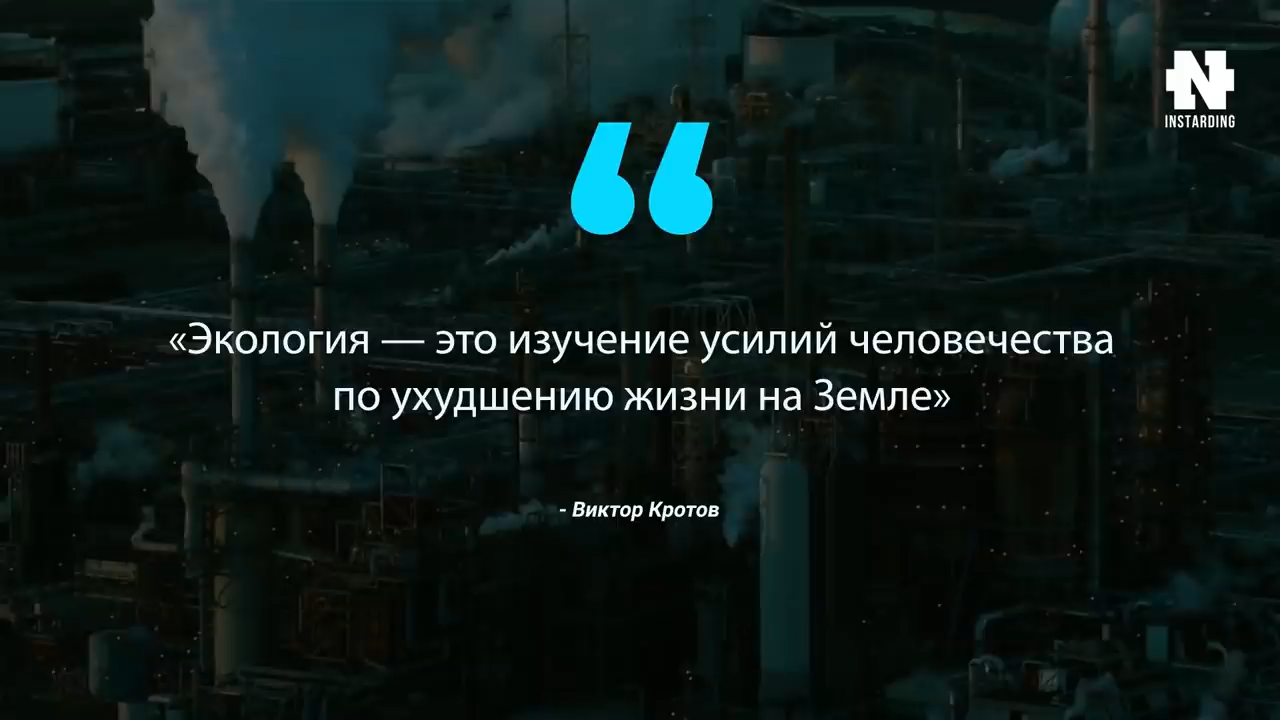 INSTARDING
«Экология — это изучение усилий человечества
по ухудшению жизни на Земле»
- Виктор Кротов